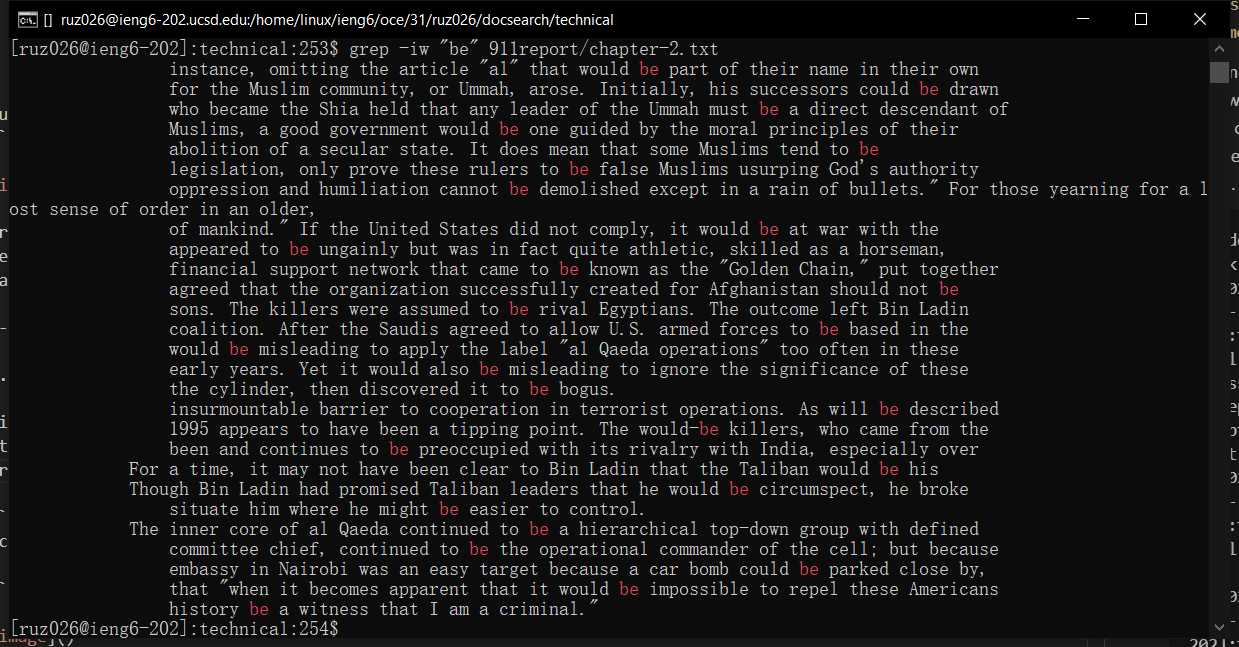 [] ruz026@ieng6-202.ucsd.edu:/home/linux/ieng6/oce/31/ruz026/docsearch/technical
[ruz026@ieng6-202]:technical:253$ grep -iw "be" 911report/chapter-2.txt
instance, omitting the article "al" that would be part of their name in their own
for the Muslim community, or Ummah, arose. Initially, his successors could be drawn
who became the Shia held that any leader of the Ummah must be a direct descendant of
Muslims, a good government would be one guided by the moral principles of their
abolition of a secular state. It does mean that some Muslims tend to be
legislation, only prove these rulers to be false Muslims usurping God's authority
oppression and humiliation cannot be demolished except in a rain of bullets." For those yearning for a l
ost sense of order in an older,
of mankind." If the United States did not comply, it would be at war with the
appeared to be ungainly but was in fact quite athletic, skilled as a horseman,
financial support network that came to be known as the "Golden Chain," put together
agreed that the organization successfully created for Afghanistan should not be
sons. The killers were assumed to be rival Egyptians. The outcome left Bin Ladin
coalition. After the Saudis agreed to allow U.S. armed forces to be based in the
would be misleading to apply the label "al Qaeda operations" too often in these
early years. Yet it would also be misleading to ignore the significance of these
the cylinder, then discovered it to be bogus.
insurmountable barrier to cooperation in terrorist operations. As will be described
1995 appears to have been a tipping point. The would-be killers, who came from the
been and continues to be preoccupied with its rivalry with India, especially over
For a time, it may not have been clear to Bin Ladin that the Taliban would be his
Though Bin Ladin had promised Taliban leaders that he would be circumspect, he broke
situate him where he might be easier to control.
The inner core of al Qaeda continued to be a hierarchical top-down group with defined
committee chief, continued to be the operational commander of the cell; but because
embassy in Nairobi was an easy target because a car bomb could be parked close by,
that "when it becomes apparent that it would be impossible to repel these Americans
history be a witness that I am a criminal."
[ruz026@ieng6-202]:technical:254$